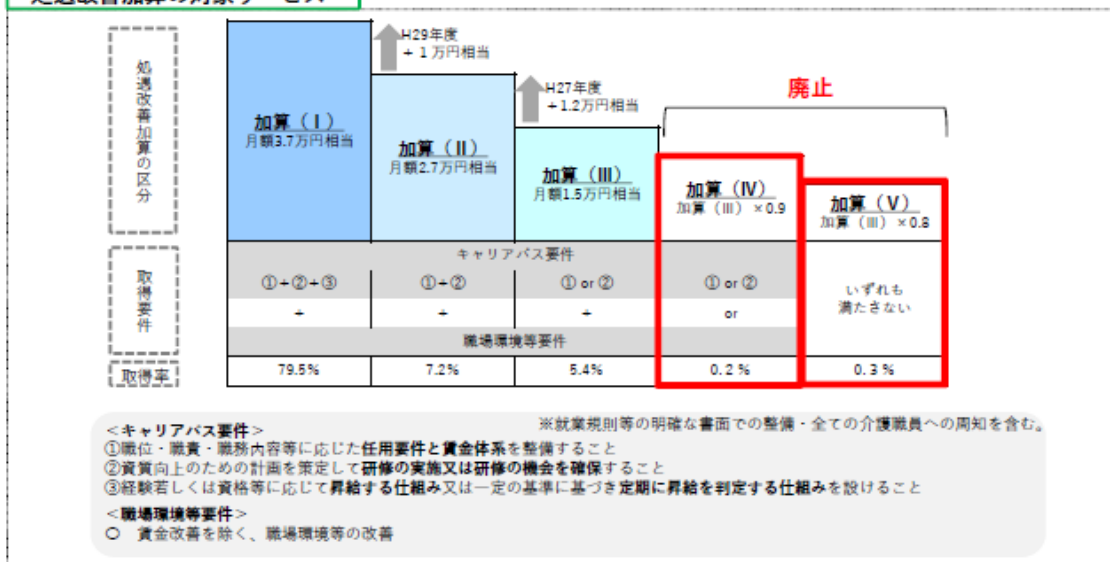 処遇改善加算の対象サービス
H29年度
+ 1万円相当
H27年度
+1.2万円相当
廃止
処遇改善加算の区分
加算（Ⅰ）
月額3.7万円相当
加算（Ⅱ）
月額2.7万円相当
加算（Ⅲ）
月額1.5万円相当
加算（Ⅳ）
加算（Ⅲ）×0.9
加算（Ⅴ）
加算（Ⅲ）×0.8
取得要件
キャリアパス要件
①+②+③
①+②
① or ②
① or ②
いずれも
満たさない
+
+
+
or
職場環境等要件
取得率
79.5%
7.2%
5.4%
0.2%
0.3%
※就業規則等の明確な書面での整備・全ての介護職員への周知を含む。
＜キャリアパス要件＞
①職位・職責・職務内容等に応じた任用要件と賃金体系を整備すること
②資質向上のための計画を策定して研修の実施又は研修の機会を確保すること
③経験若しくは資格等に応じて昇給する仕組み又は一定の基準に基づき定期に昇給を判定する仕組みを設けること
＜職場環境等要件＞
○ 賃金改善を除く、職場環境等の改善